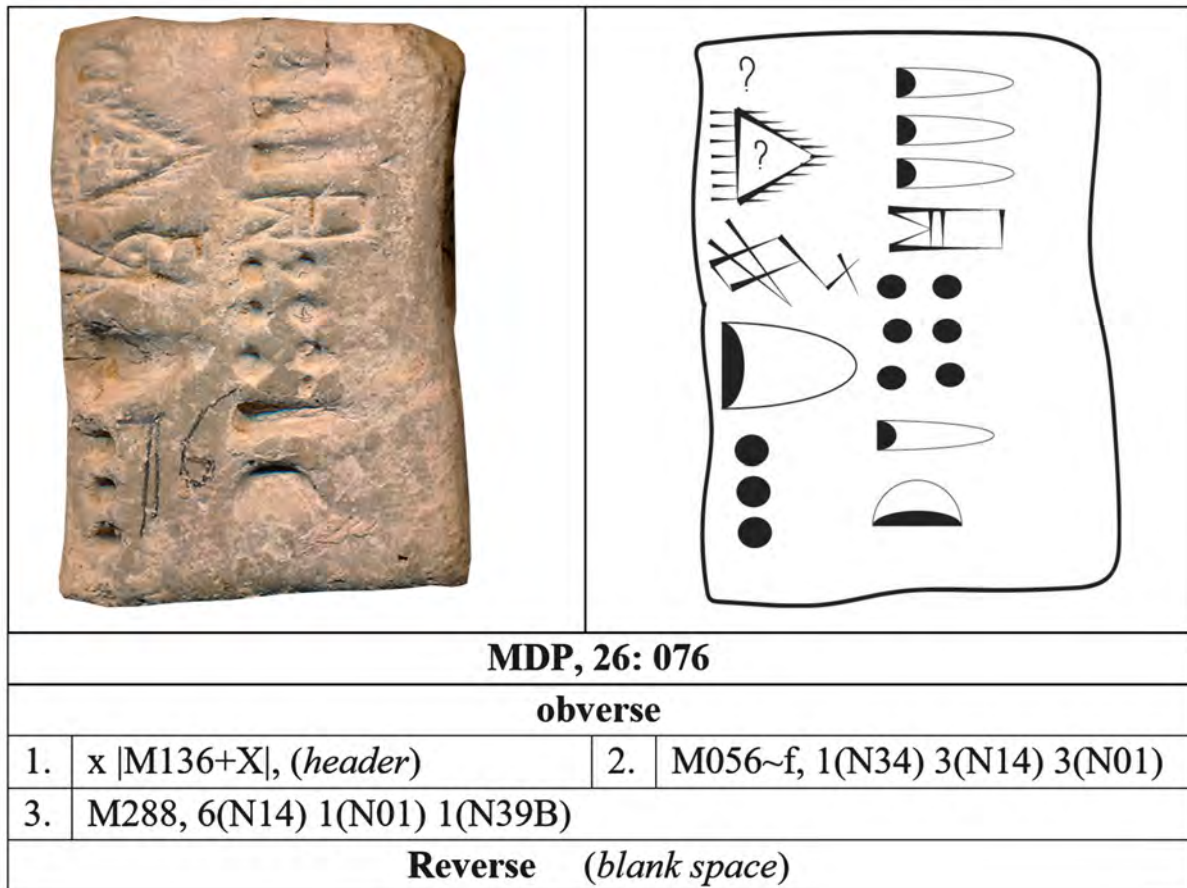 76
?
?
MDP, 26: 076
obverse
1. x |M136+X|, (header)
2. M056~f, 1(N34) 3(N14) 3(N01)
3. M288, 6(N14) 1(N01) 1(N39B)
Reverse (blank space)